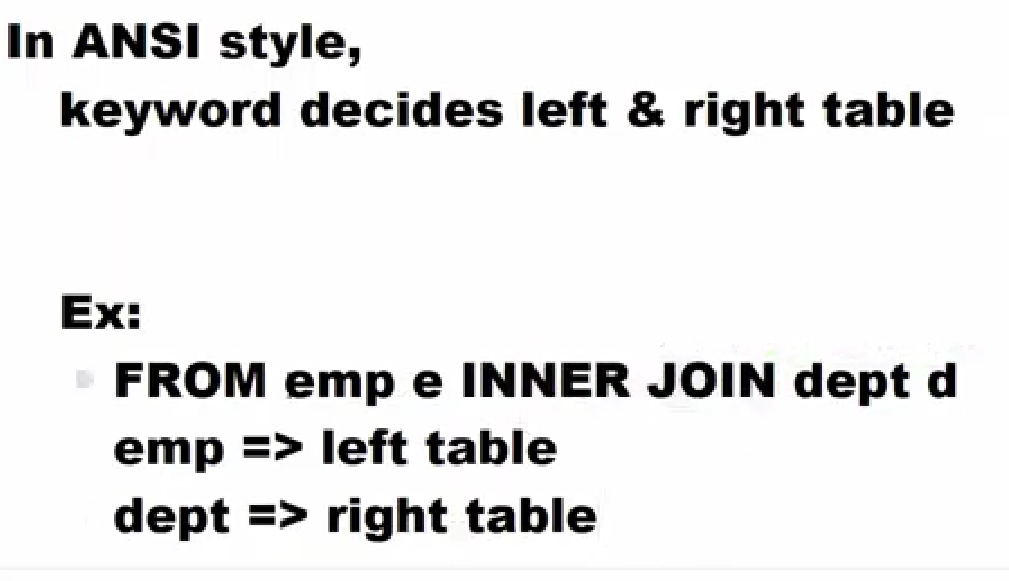 In ANSI style,
keyword decides left & right table
Ex:
FROM emp e INNER JOIN dept d
emp => left table
dept => right table